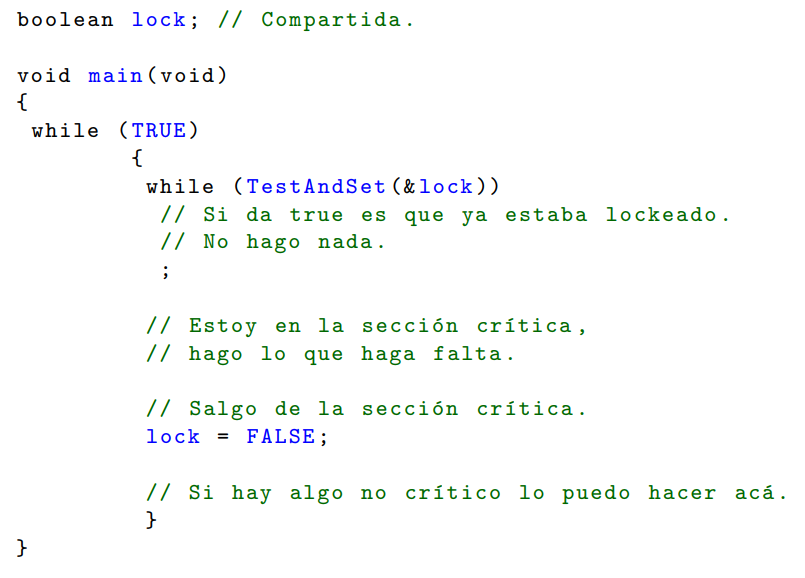 boolean lock; // Compartida.
void main(void)
{
while (TRUE)
{
while (TestAndSet(&lock))
// Si da true es que ya estaba lockeado.
// No hago nada.
;
// Estoy en la sección crítica,
// hago lo que haga falta.
// Salgo de la sección crítica.
lock = FALSE;
// Si hay algo no crítico lo puedo hacer acá.
}
}